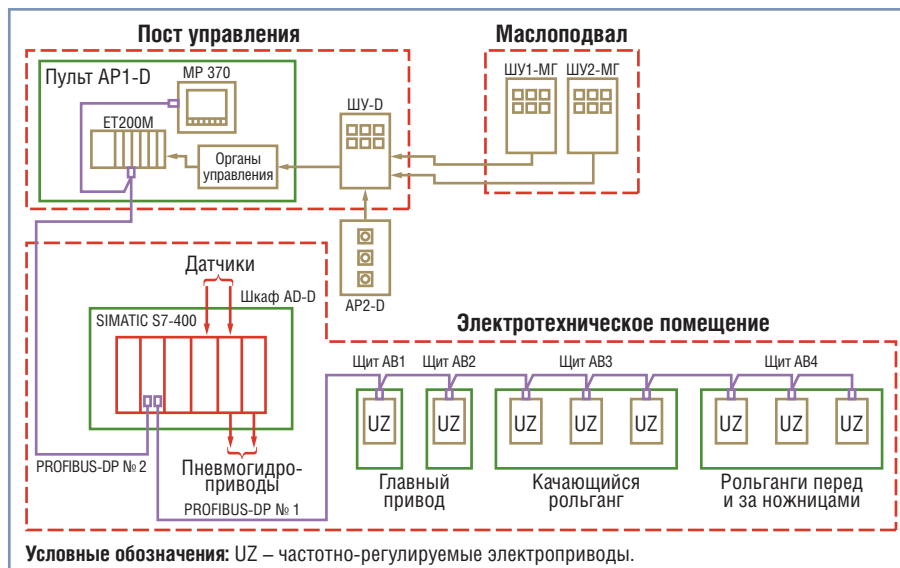 Пост управления
Маслоподвал
Пульт АР1-D
МР 370
ET200M
Органы
управления
ШУ-D
ШУ1-МГ
ШУ2-МГ
АР2-D
Датчики
Шкаф AD-D
SIMATIC S7-400
Электротехническое помещение
Щит АВ1
Щит АВ2
Щит АВ3
Щит АВ4
UZ
UZ
UZ
UZ
UZ
UZ
UZ
UZ
PROFIBUS-DP № 2
Пневмогидро-
приводы
PROFIBUS-DP № 1
Главный
привод
Качающийся
рольганг
Рольганги перед
и за ножницами
Условные обозначения: UZ – частотно-регулируемые электроприводы.